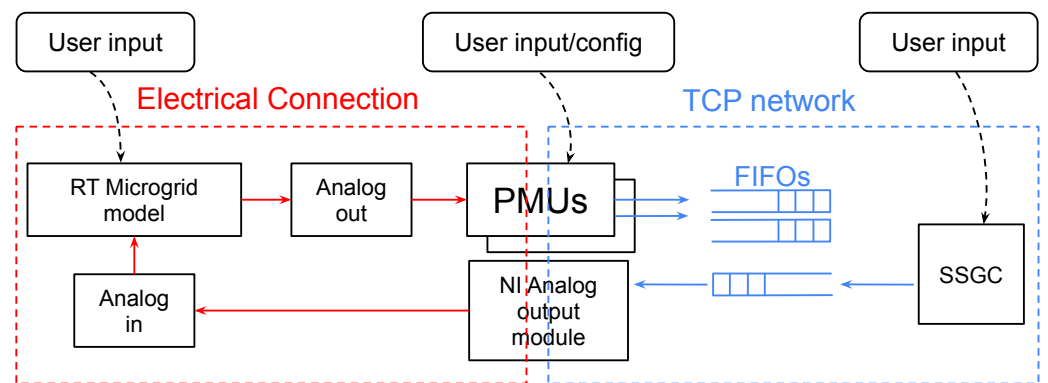 User input
User input/config
User input
Electrical Connection
TCP network
RT Microgrid
model
Analog
out
PMUs
FIFOs
SSGC
Analog
in
NI Analog
output
module